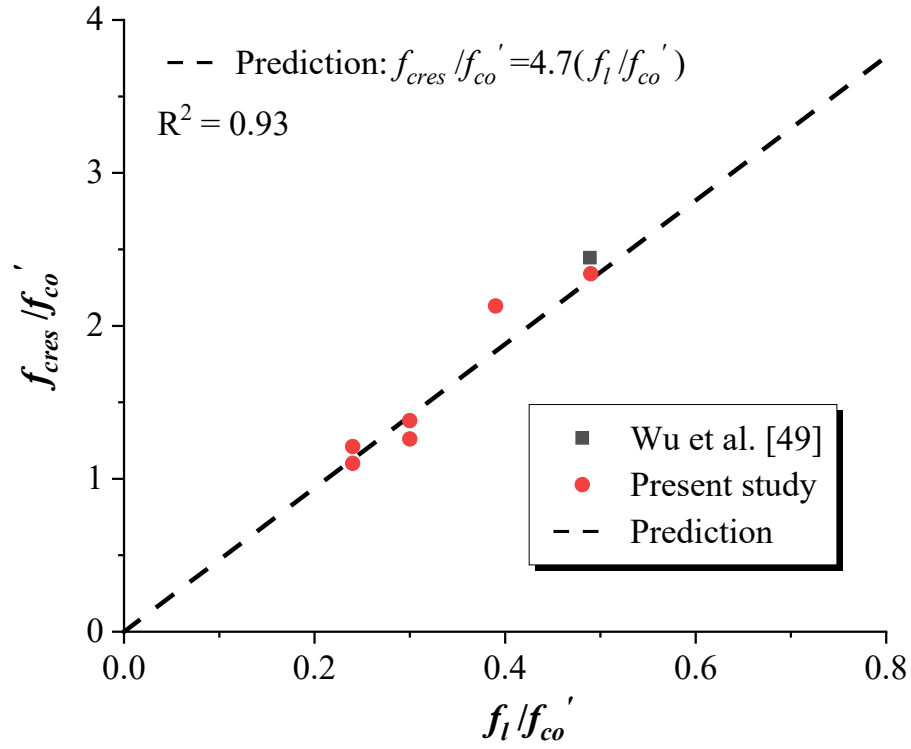 4
Prediction: f_cres/f_co'=4.7(f_l/f_co')
R² = 0.93
3
f_cres/f_co'
2
Wu et al. [49]
Present study
Prediction
1
0
0.0 0.2 0.4 0.6 0.8
f_l/f_co'